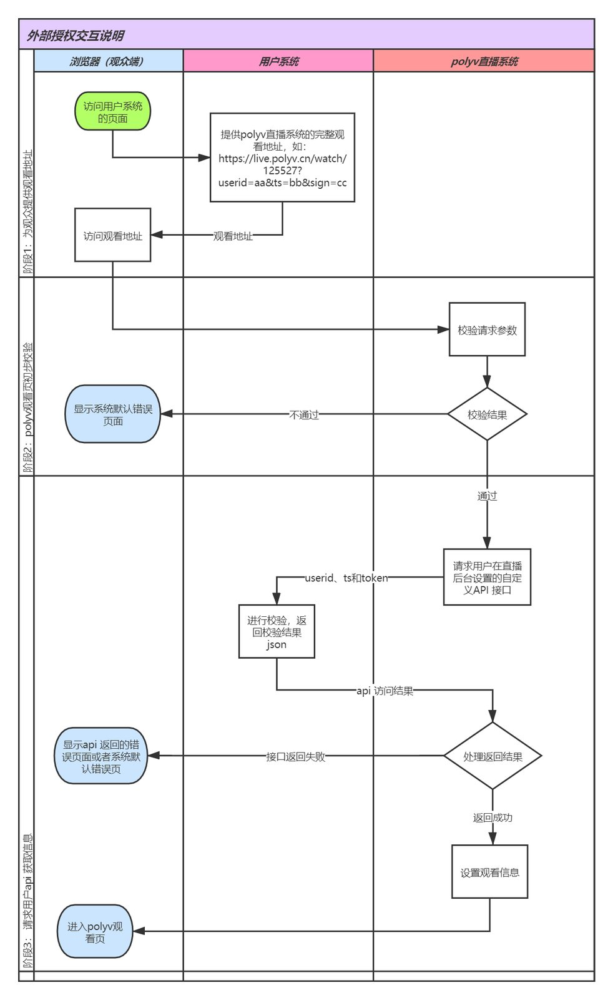 外部授权交互说明
浏览器（观众端）
用户系统
polyv直播系统
阶段1：为观众提供观看地址
访问用户系统
的页面
提供polyv直播系统的完整观
看地址，如：
https://live.polyv.cn/watch/
125527?
userid=aa&ts=bb&sign=cc
访问观看地址
观看地址
阶段2：polyv观看页初步校验
校验请求参数
显示系统默认错误
页面
不通过
校验结果
通过
阶段3：请求用户api 获取信息
请求用户在直播
后台设置的自定
义API 接口
userid、ts和token
进行校验，返
回校验结果
json
api 访问结果
显示api 返回的错
误页面或者系统默
认错误页
接口返回失败
处理返回结果
返回成功
设置观看信息
进入polyv观
看页